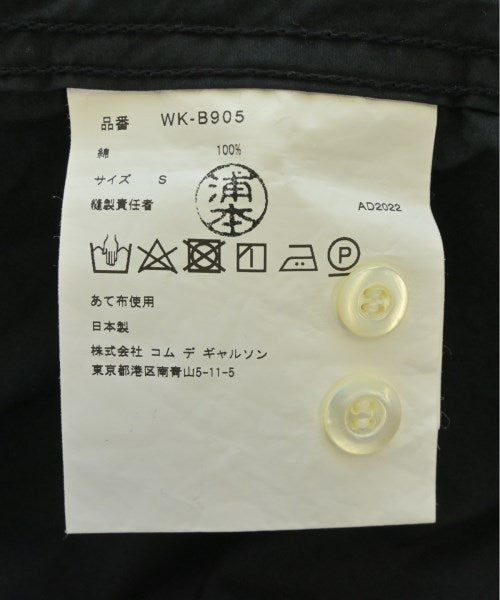 品番 WK-B905
綿 100%
サイズ S
縫製責任者 浦本 AD2022
P
あて布使用
日本製
株式会社 コム デ ギャルソン
東京都港区南青山5-11-5